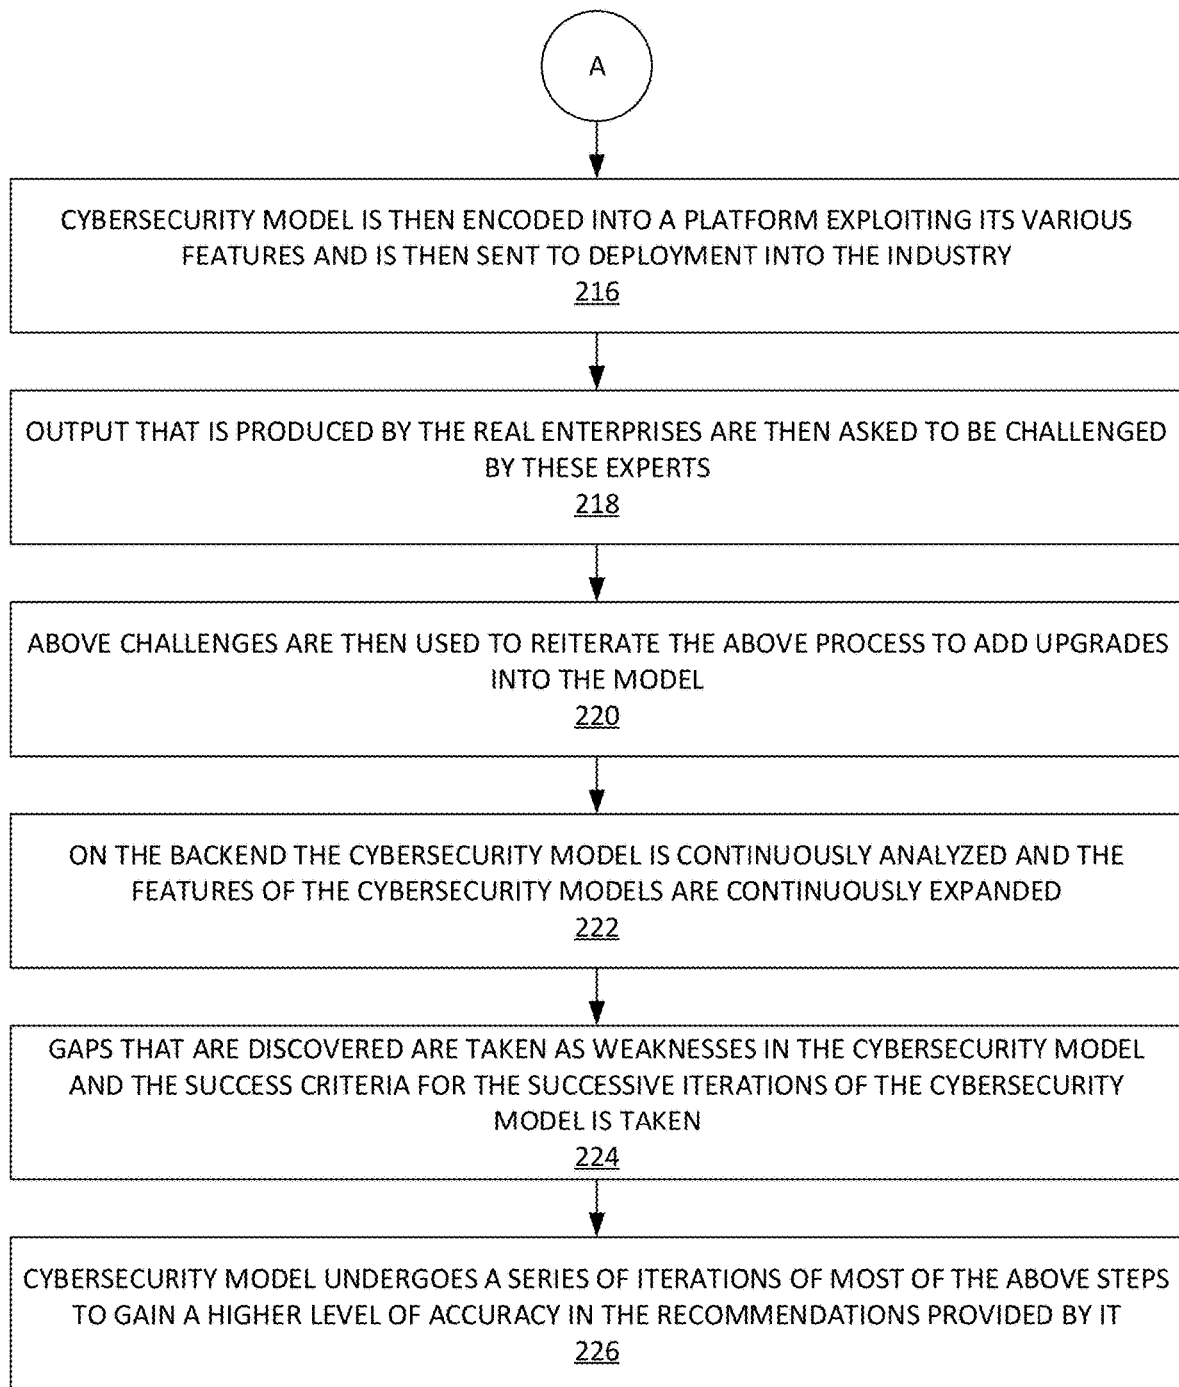 A
CYBERSECURITY MODEL IS THEN ENCODED INTO A PLATFORM EXPLOITING ITS VARIOUS
FEATURES AND IS THEN SENT TO DEPLOYMENT INTO THE INDUSTRY
216
OUTPUT THAT IS PRODUCED BY THE REAL ENTERPRISES ARE THEN ASKED TO BE CHALLENGED
BY THESE EXPERTS
218
ABOVE CHALLENGES ARE THEN USED TO REITERATE THE ABOVE PROCESS TO ADD UPGRADES
INTO THE MODEL
220
ON THE BACKEND THE CYBERSECURITY MODEL IS CONTINUOUSLY ANALYZED AND THE
FEATURES OF THE CYBERSECURITY MODELS ARE CONTINUOUSLY EXPANDED
222
GAPS THAT ARE DISCOVERED ARE TAKEN AS WEAKNESSES IN THE CYBERSECURITY MODEL
AND THE SUCCESS CRITERIA FOR THE SUCCESSIVE ITERATIONS OF THE CYBERSECURITY
MODEL IS TAKEN
224
CYBERSECURITY MODEL UNDERGOES A SERIES OF ITERATIONS OF MOST OF THE ABOVE STEPS
TO GAIN A HIGHER LEVEL OF ACCURACY IN THE RECOMMENDATIONS PROVIDED BY IT
226